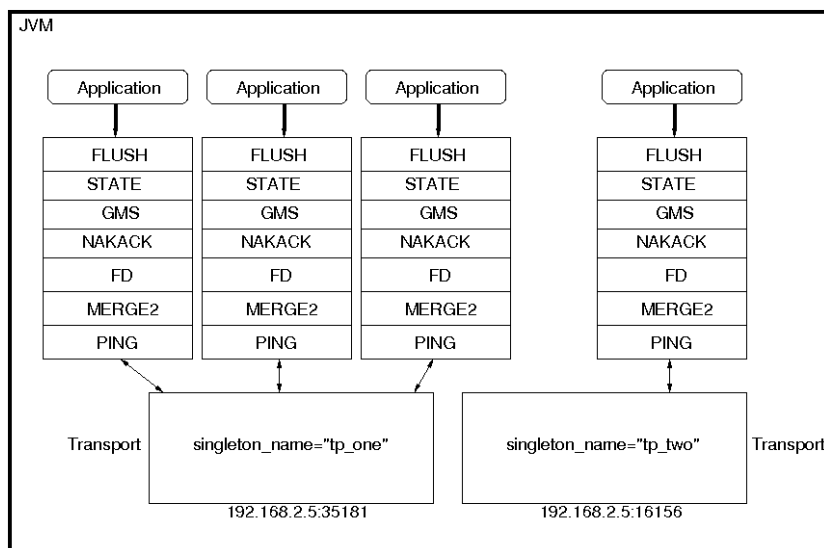 JVM
Application Application Application Application
FLUSH FLUSH FLUSH FLUSH
STATE STATE STATE STATE
GMS GMS GMS GMS
NAKACK NAKACK NAKACK NAKACK
FD FD FD FD
MERGE2 MERGE2 MERGE2 MERGE2
PING PING PING PING
Transport singleton_name="tp_one" singleton_name="tp_two" Transport
192.168.2.5:35181 192.168.2.5:16156